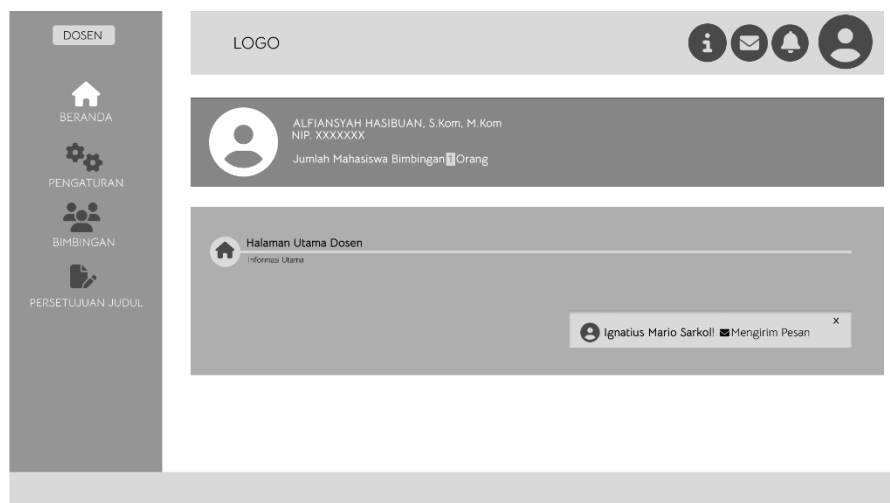 DOSEN
LOGO
BERANDA
PENGATURAN
BIMBINGAN
PERSETUJUAN JUDUL
ALFIANSYAH HASIBUAN, S.Kom, M.Kom
NIP. XXXXXXX
Jumlah Mahasiswa Bimbingan 1 Orang
Halaman Utama Dosen
Informasi Utama
x
Ignatius Mario Sarkol! Mengirim Pesan